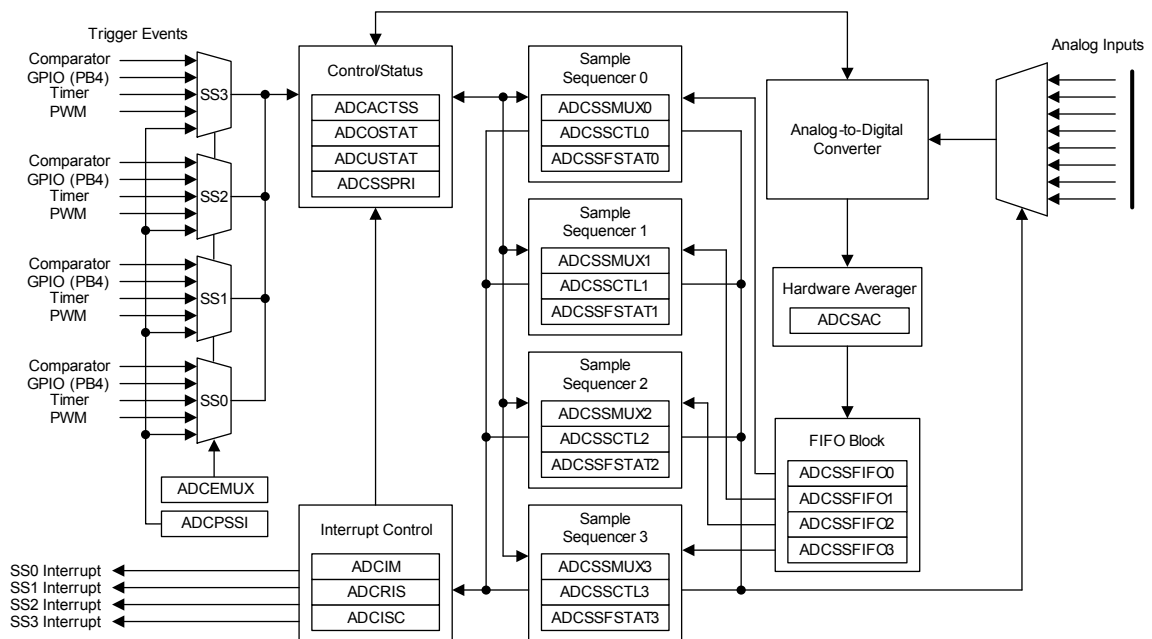 Trigger Events
Comparator
GPIO (PB4)
Timer
PWM
SS3
Comparator
GPIO (PB4)
Timer
PWM
SS2
Comparator
GPIO (PB4)
Timer
PWM
SS1
Comparator
GPIO (PB4)
Timer
PWM
SS0
ADCEMUX
ADCPSSI
Control/Status
ADCACTSS
ADCOSTAT
ADCUSTAT
ADCSSPRI
Interrupt Control
ADCIM
ADCRIS
ADCISC
SS0 Interrupt
SS1 Interrupt
SS2 Interrupt
SS3 Interrupt
Sample
Sequencer 0
ADCSSMUX0
ADCSSCTL0
ADCSSFSTAT0
Sample
Sequencer 1
ADCSSMUX1
ADCSSCTL1
ADCSSFSTAT1
Sample
Sequencer 2
ADCSSMUX2
ADCSSCTL2
ADCSSFSTAT2
Sample
Sequencer 3
ADCSSMUX3
ADCSSCTL3
ADCSSFSTAT3
Analog-to-Digital
Converter
Hardware Averager
ADCSAC
FIFO Block
ADCSSFIFO0
ADCSSFIFO1
ADCSSFIFO2
ADCSSFIFO3
Analog Inputs